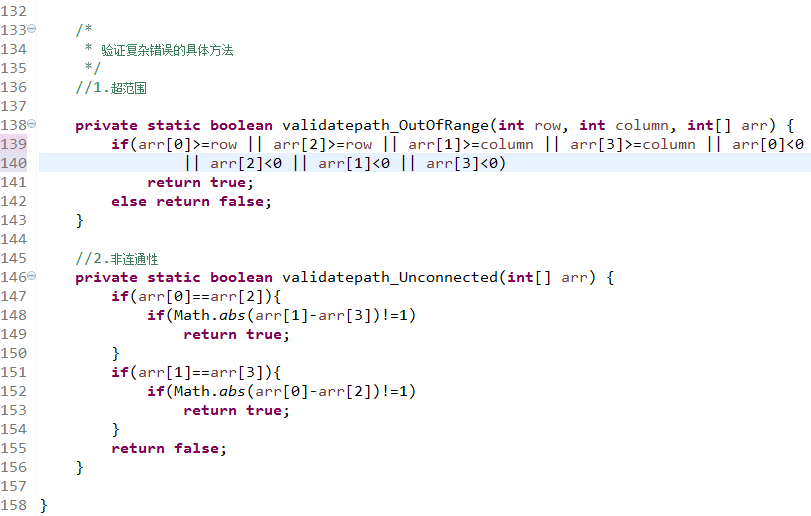 132
133 /*
134 * 验证复杂错误的具体方法
135 */
136 //1.超范围
137
138 private static boolean validatepath_OutOfRange(int row, int column, int[] arr) {
139 if(arr[0]>=row || arr[2]>=row || arr[1]>=column || arr[3]>=column || arr[0]<0
140 || arr[2]<0 || arr[1]<0 || arr[3]<0)
141 return true;
142 else return false;
143 }
144
145 //2.非连通性
146 private static boolean validatepath_Unconnected(int[] arr) {
147 if(arr[0]==arr[2]){
148 if(Math.abs(arr[1]-arr[3])!=1)
149 return true;
150 }
151 if(arr[1]==arr[3]){
152 if(Math.abs(arr[0]-arr[2])!=1)
153 return true;
154 }
155 return false;
156 }
157
158 }